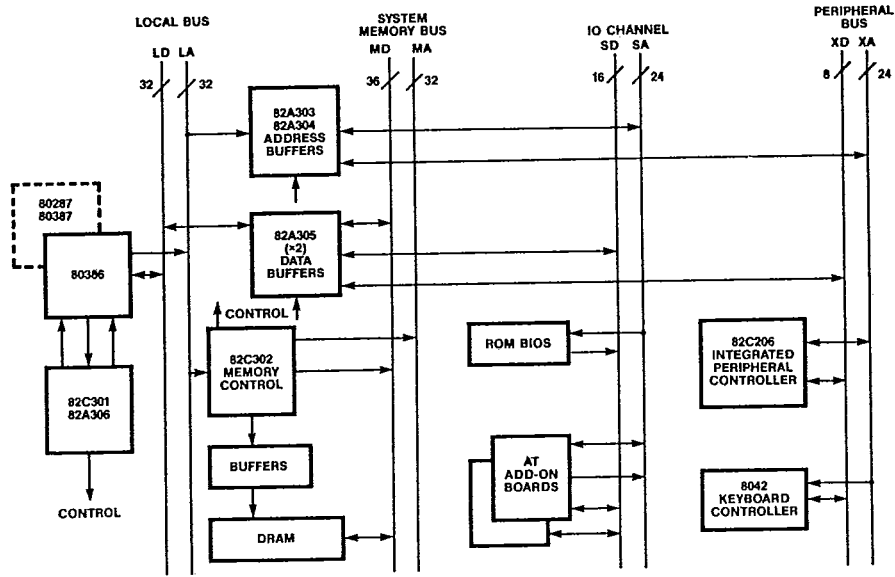 LOCAL BUS
LD LA
32
32
SYSTEM
MEMORY BUS
MD MA
36
32
IO CHANNEL
SD SA
16
24
PERIPHERAL
BUS
XD XA
8
24
82A303
82A304
ADDRESS
BUFFERS
80287
80387
80386
82A305
(×2)
DATA
BUFFERS
CONTROL
82C302
MEMORY
CONTROL
ROM BIOS
82C206
INTEGRATED
PERIPHERAL
CONTROLLER
82C301
82A306
CONTROL
BUFFERS
DRAM
AT
ADD-ON
BOARDS
8042
KEYBOARD
CONTROLLER